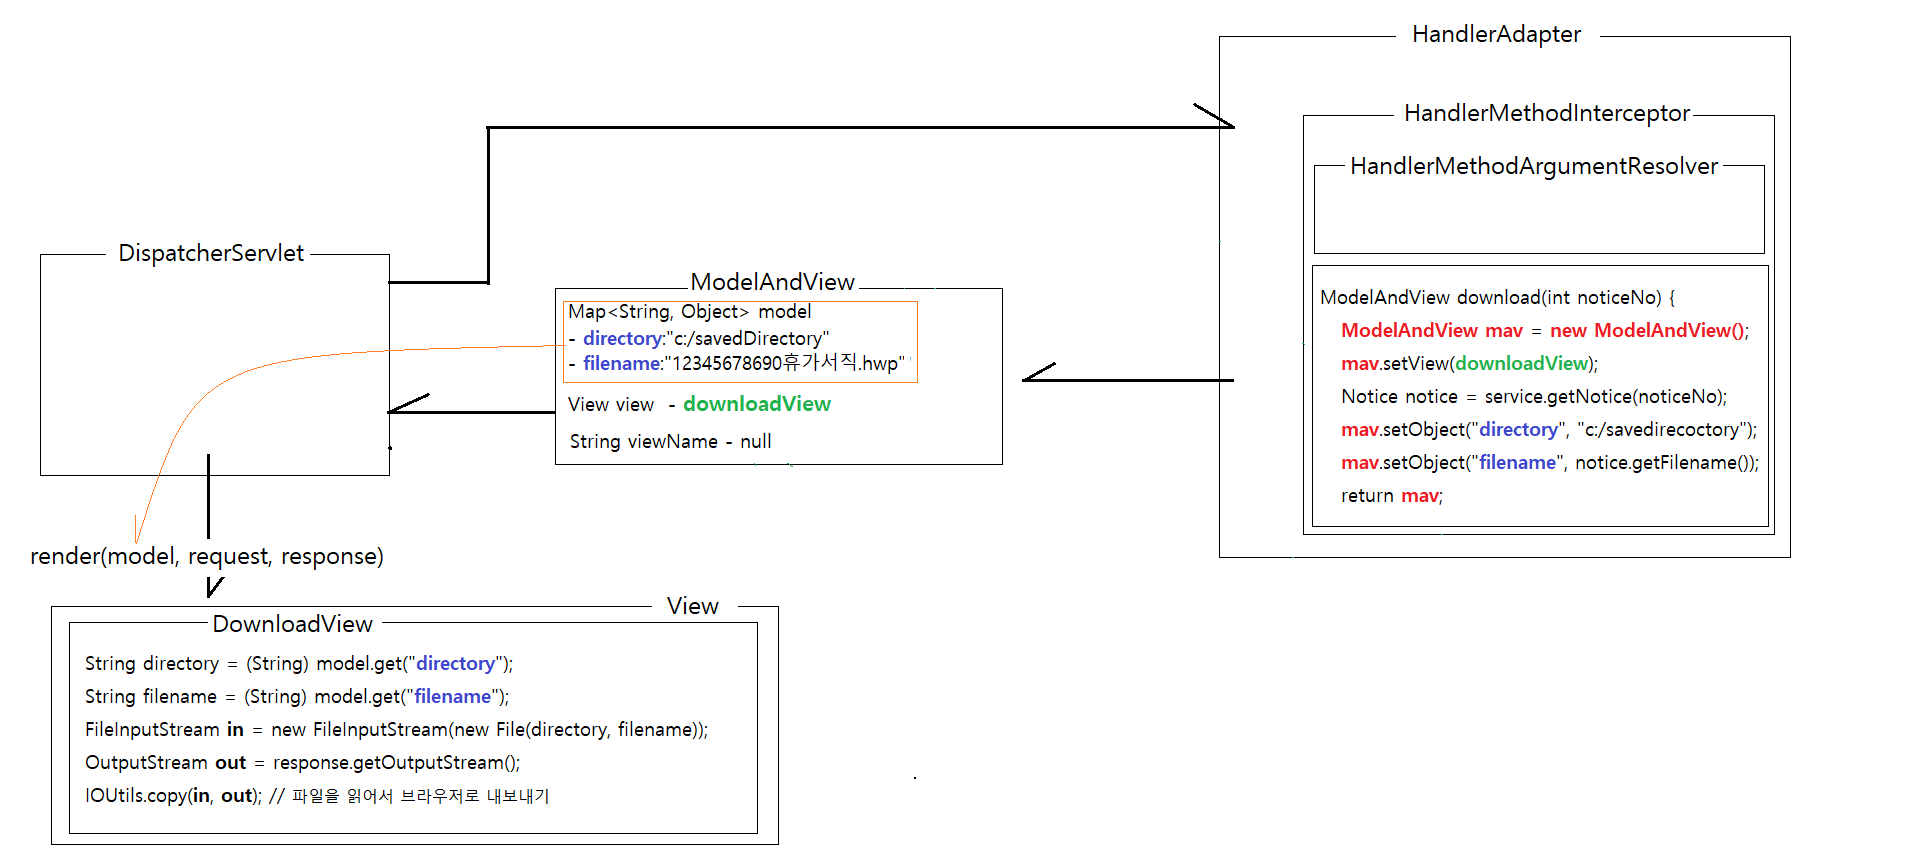 HandlerAdapter
HandlerMethodInterceptor
HandlerMethodArgumentResolver
ModelAndView download(int noticeNo) {
ModelAndView mav = new ModelAndView();
mav.setView(downloadView);
Notice notice = service.getNotice(noticeNo);
mav.setObject("directory", "c:/savedirecoctory");
mav.setObject("filename", notice.getFilename());
return mav;
DispatcherServlet
ModelAndView
Map<String, Object> model
- directory:"c:/savedDirectory"
- filename:"12345678690휴가서직.hwp"
View view - downloadView
String viewName - null
render(model, request, response)
View
DownloadView
String directory = (String) model.get("directory");
String filename = (String) model.get("filename");
FileInputStream in = new FileInputStream(new File(directory, filename));
OutputStream out = response.getOutputStream();
IOUtils.copy(in, out); // 파일을 읽어서 브라우저로 내보내기